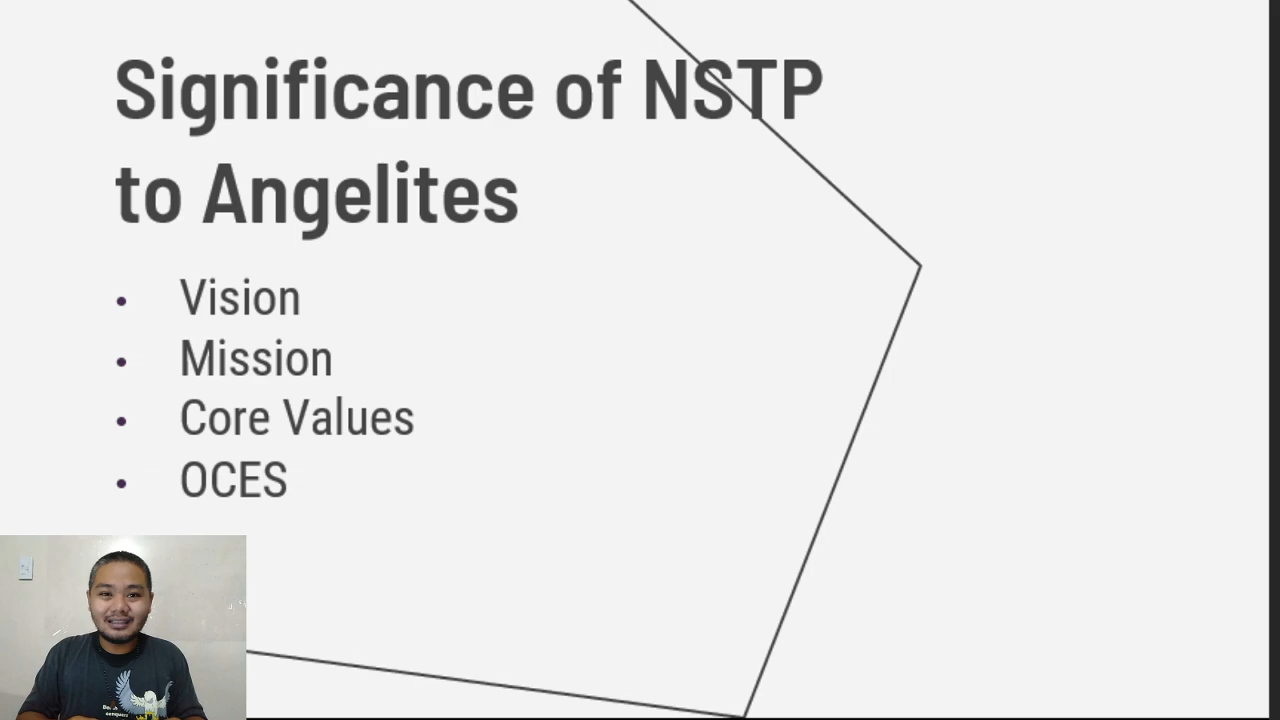 Significance of NSTP
to Angelites
• Vision
• Mission
• Core Values
• OCES